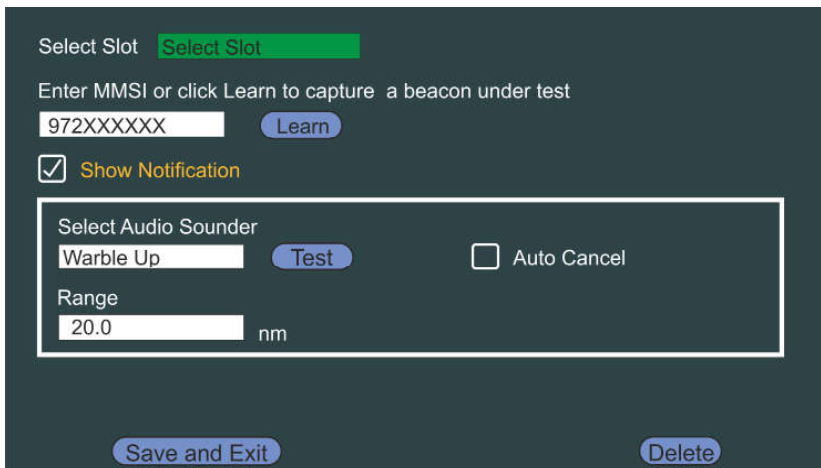 Select Slot Select Slot
Enter MMSI or click Learn to capture a beacon under test
972XXXXXX Learn
Show Notification
Select Audio Sounder
Warble Up Test Auto Cancel
Range
20.0 nm
Save and Exit Delete